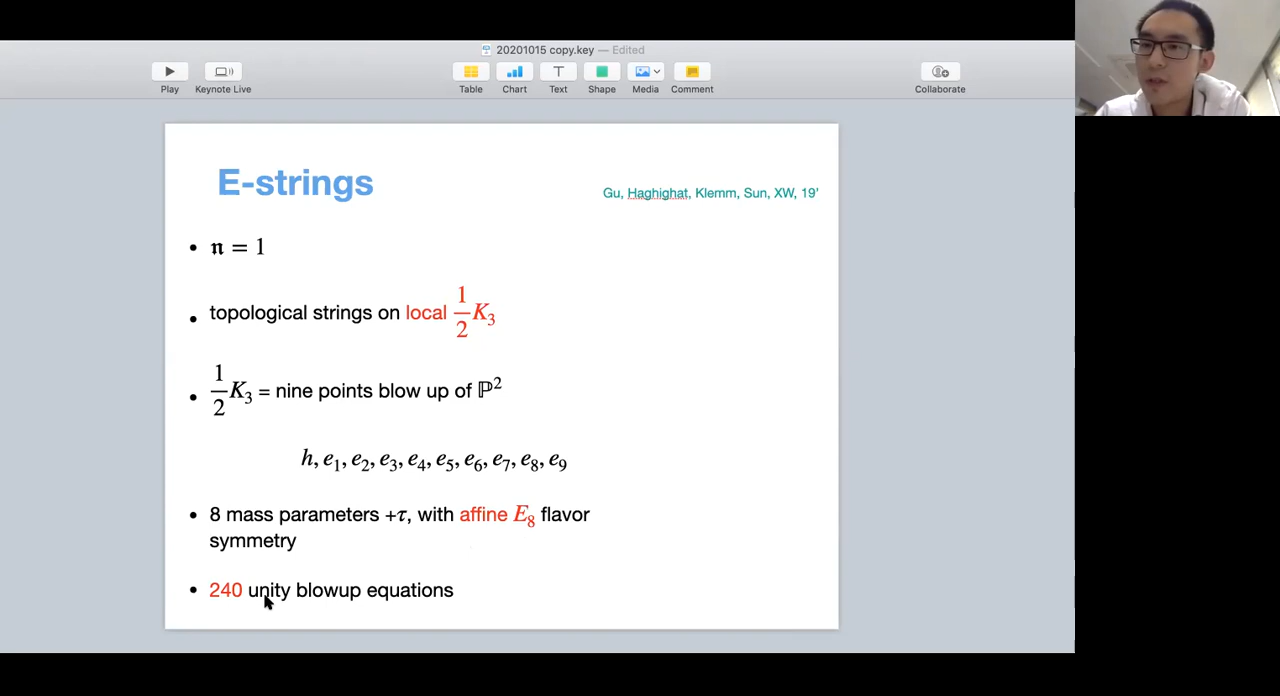 20201015 copy.key — Edited
Play
Keynote Live
Table
Chart
Text
Shape
Media
Comment
Collaborate
E-strings
Gu, Haghighat, Klemm, Sun, XW, 19’
• 𝔫 = 1
• topological strings on local 1/2 K₃
• 1/2 K₃ = nine points blow up of ℙ²
h, e₁, e₂, e₃, e₄, e₅, e₆, e₇, e₈, e₉
• 8 mass parameters +τ, with affine E₈ flavor
symmetry
• 240 unity blowup equations